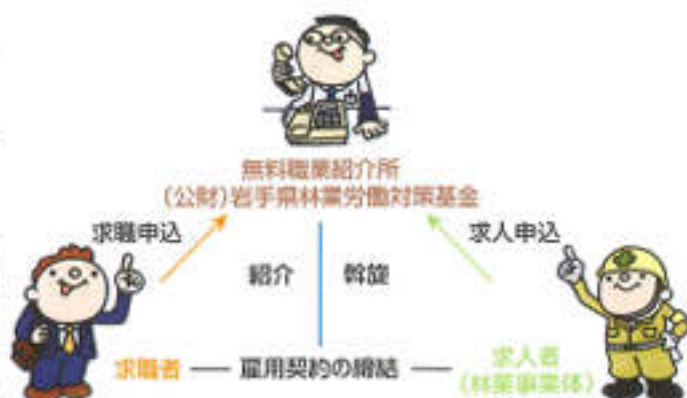 無料職業紹介所
(公財)岩手県林業労働対策基金
求職申込
求人申込
紹介
斡旋
求職者
雇用契約の締結
求人者
(林業事業体)